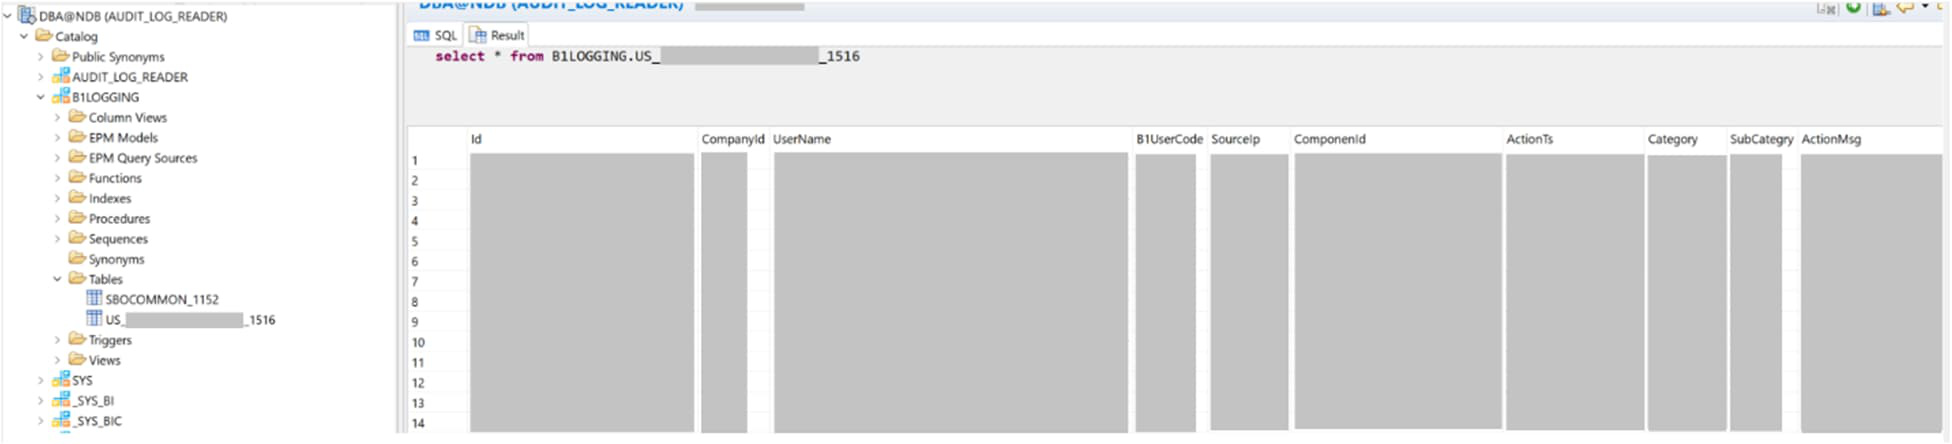 DBA@NDB (AUDIT_LOG_READER)
Catalog
Public Synonyms
AUDIT_LOG_READER
B1LOGGING
Column Views
EPM Models
EPM Query Sources
Functions
Indexes
Procedures
Sequences
Synonyms
Tables
SBOCOMMON_1152
US_ _1516
Triggers
Views
SYS
_SYS_BI
_SYS_BIC
DBA@NDB (AUDIT_LOG_READER)
SQL Result
select * from B1LOGGING.US_ _1516
Id CompanyId UserName B1UserCode SourceIp ComponentId ActionTs Category SubCategry ActionMsg
1
2
3
4
5
6
7
8
9
10
11
12
13
14